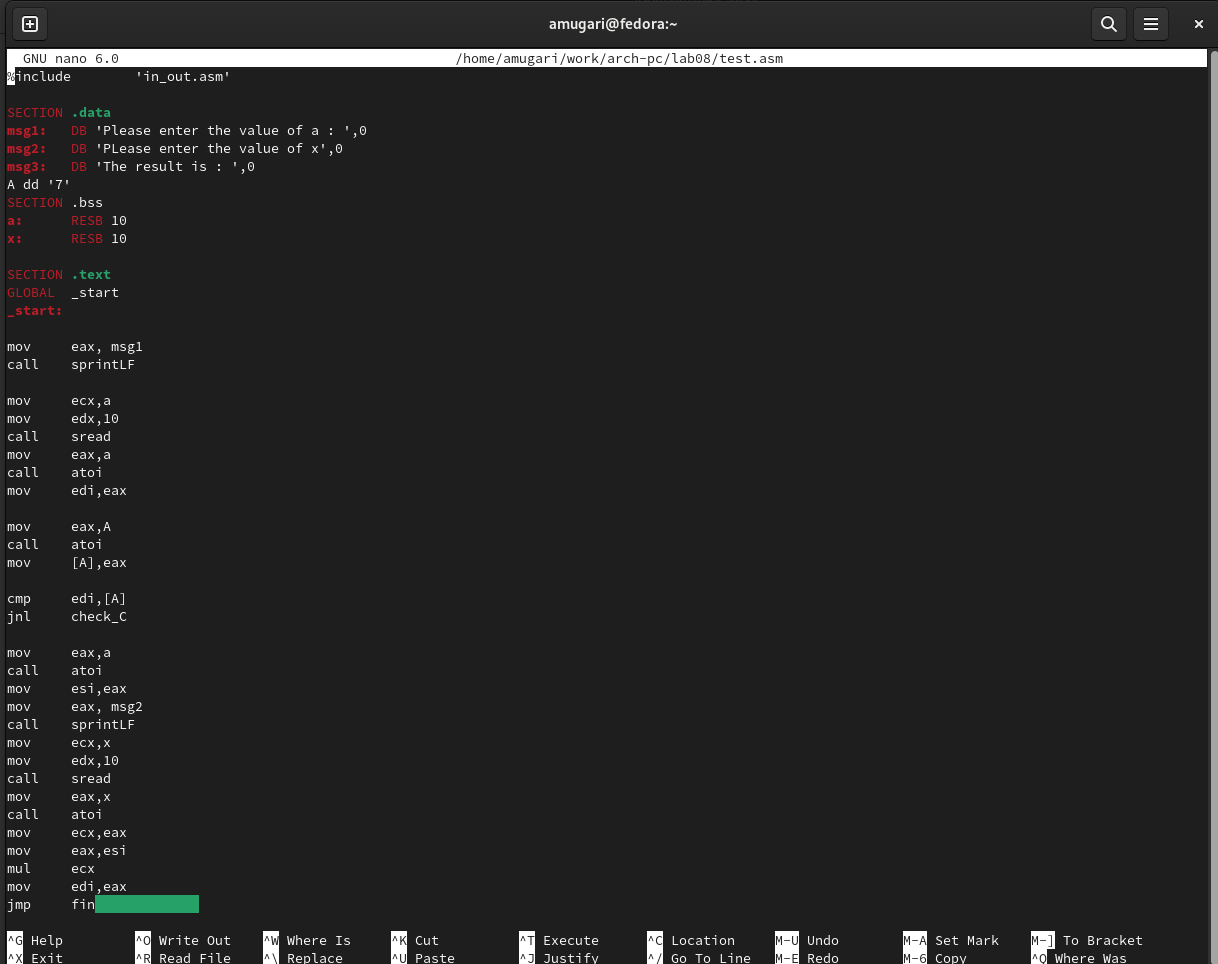 amugari@fedora:~
GNU nano 6.0 /home/amugari/work/arch-pc/lab08/test.asm
%include 'in_out.asm'
SECTION .data
msg1: DB 'Please enter the value of a : ',0
msg2: DB 'PLease enter the value of x',0
msg3: DB 'The result is : ',0
A dd '7'
SECTION .bss
a: RESB 10
x: RESB 10
SECTION .text
GLOBAL _start
_start:
mov eax, msg1
call sprintLF
mov ecx,a
mov edx,10
call sread
mov eax,a
call atoi
mov edi,eax
mov eax,A
call atoi
mov [A],eax
cmp edi,[A]
jnl check_C
mov eax,a
call atoi
mov esi,eax
mov eax, msg2
call sprintLF
mov ecx,x
mov edx,10
call sread
mov eax,x
call atoi
mov ecx,eax
mov eax,esi
mul ecx
mov edi,eax
jmp fin
^G Help ^O Write Out ^W Where Is ^K Cut ^T Execute ^C Location M-U Undo M-A Set Mark M-] To Bracket
^X Exit ^R Read File ^\ Replace ^U Paste ^J Justify ^/ Go To Line M-E Redo M-6 Copy ^Q Where Was